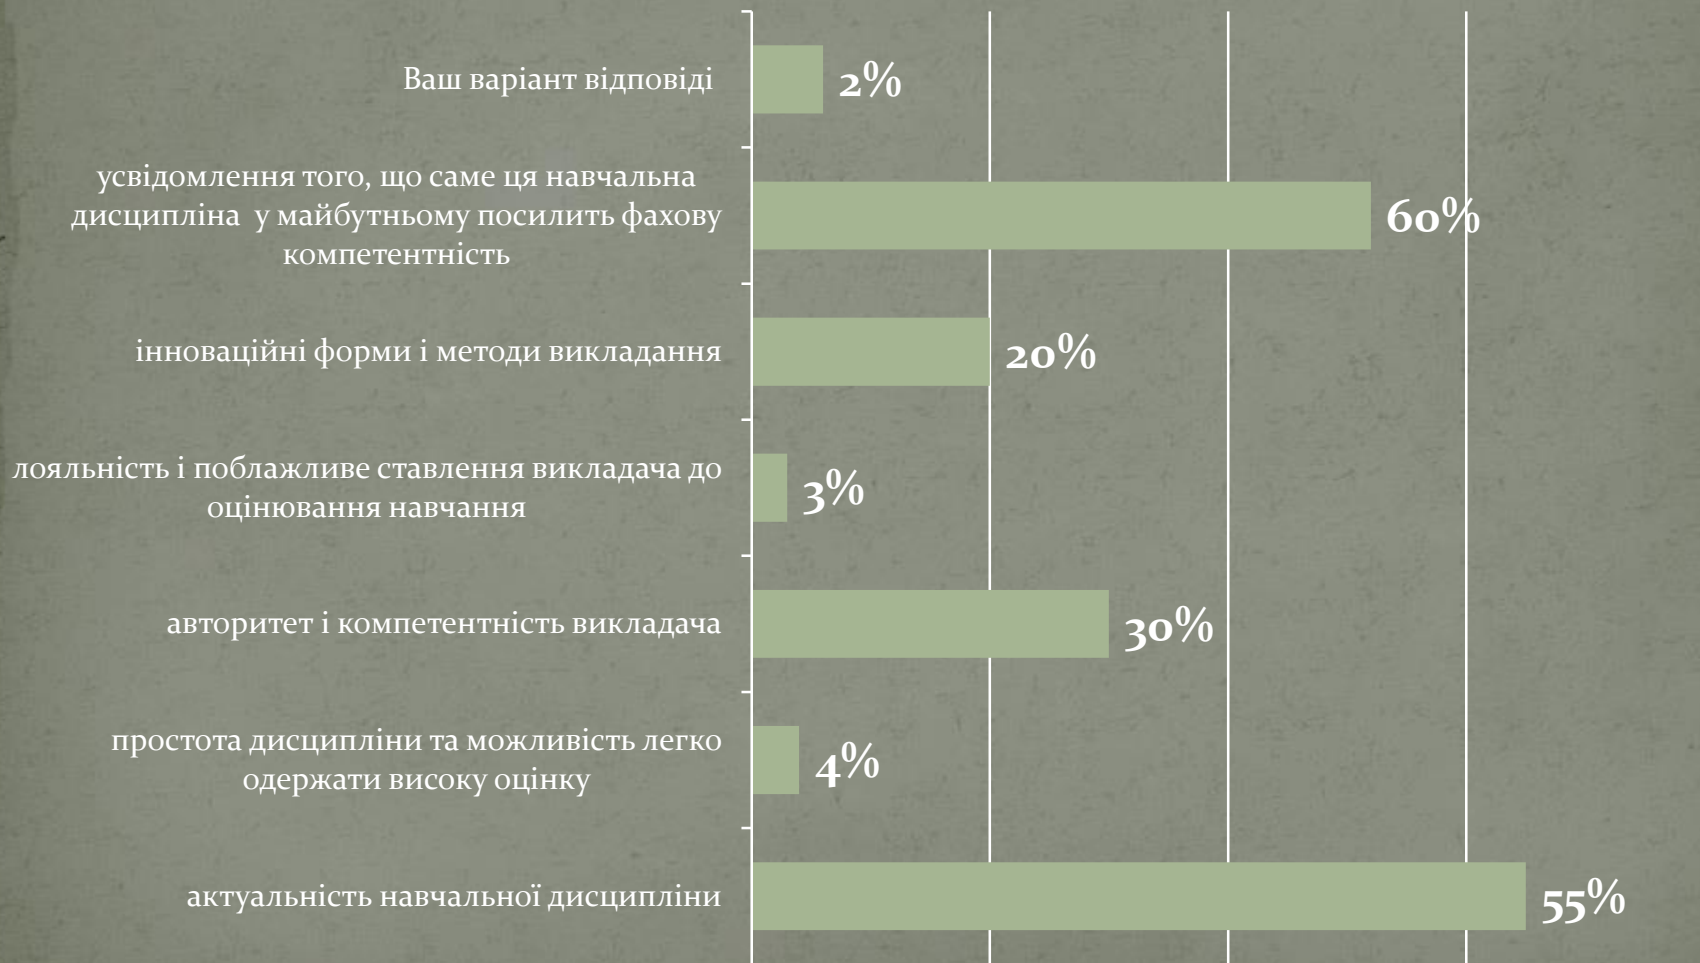 Ваш варіант відповіді
2%
усвідомлення того, що саме ця навчальна
дисципліна у майбутньому посилить фахову
компетентність
60%
інноваційні форми і методи викладання
20%
лояльність і поблажливе ставлення викладача до
оцінювання навчання
3%
авторитет і компетентність викладача
30%
простота дисципліни та можливість легко
одержати високу оцінку
4%
актуальність навчальної дисципліни
55%